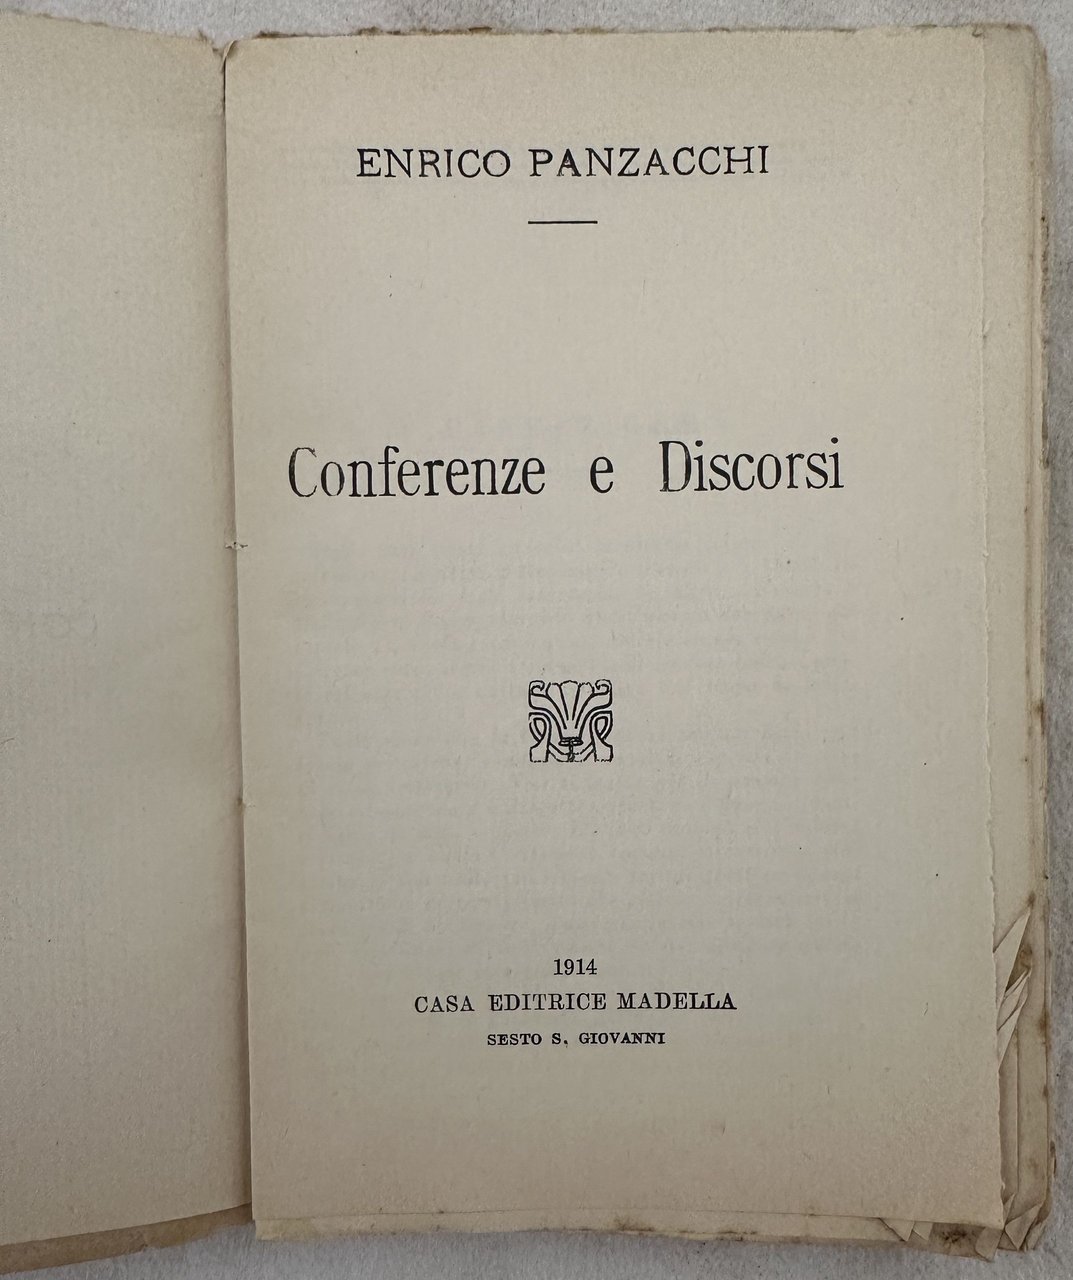 ENRICO PANZACCHI
Conferenze e Discorsi
1914
CASA EDITRICE MADELLA
SESTO S. GIOVANNI